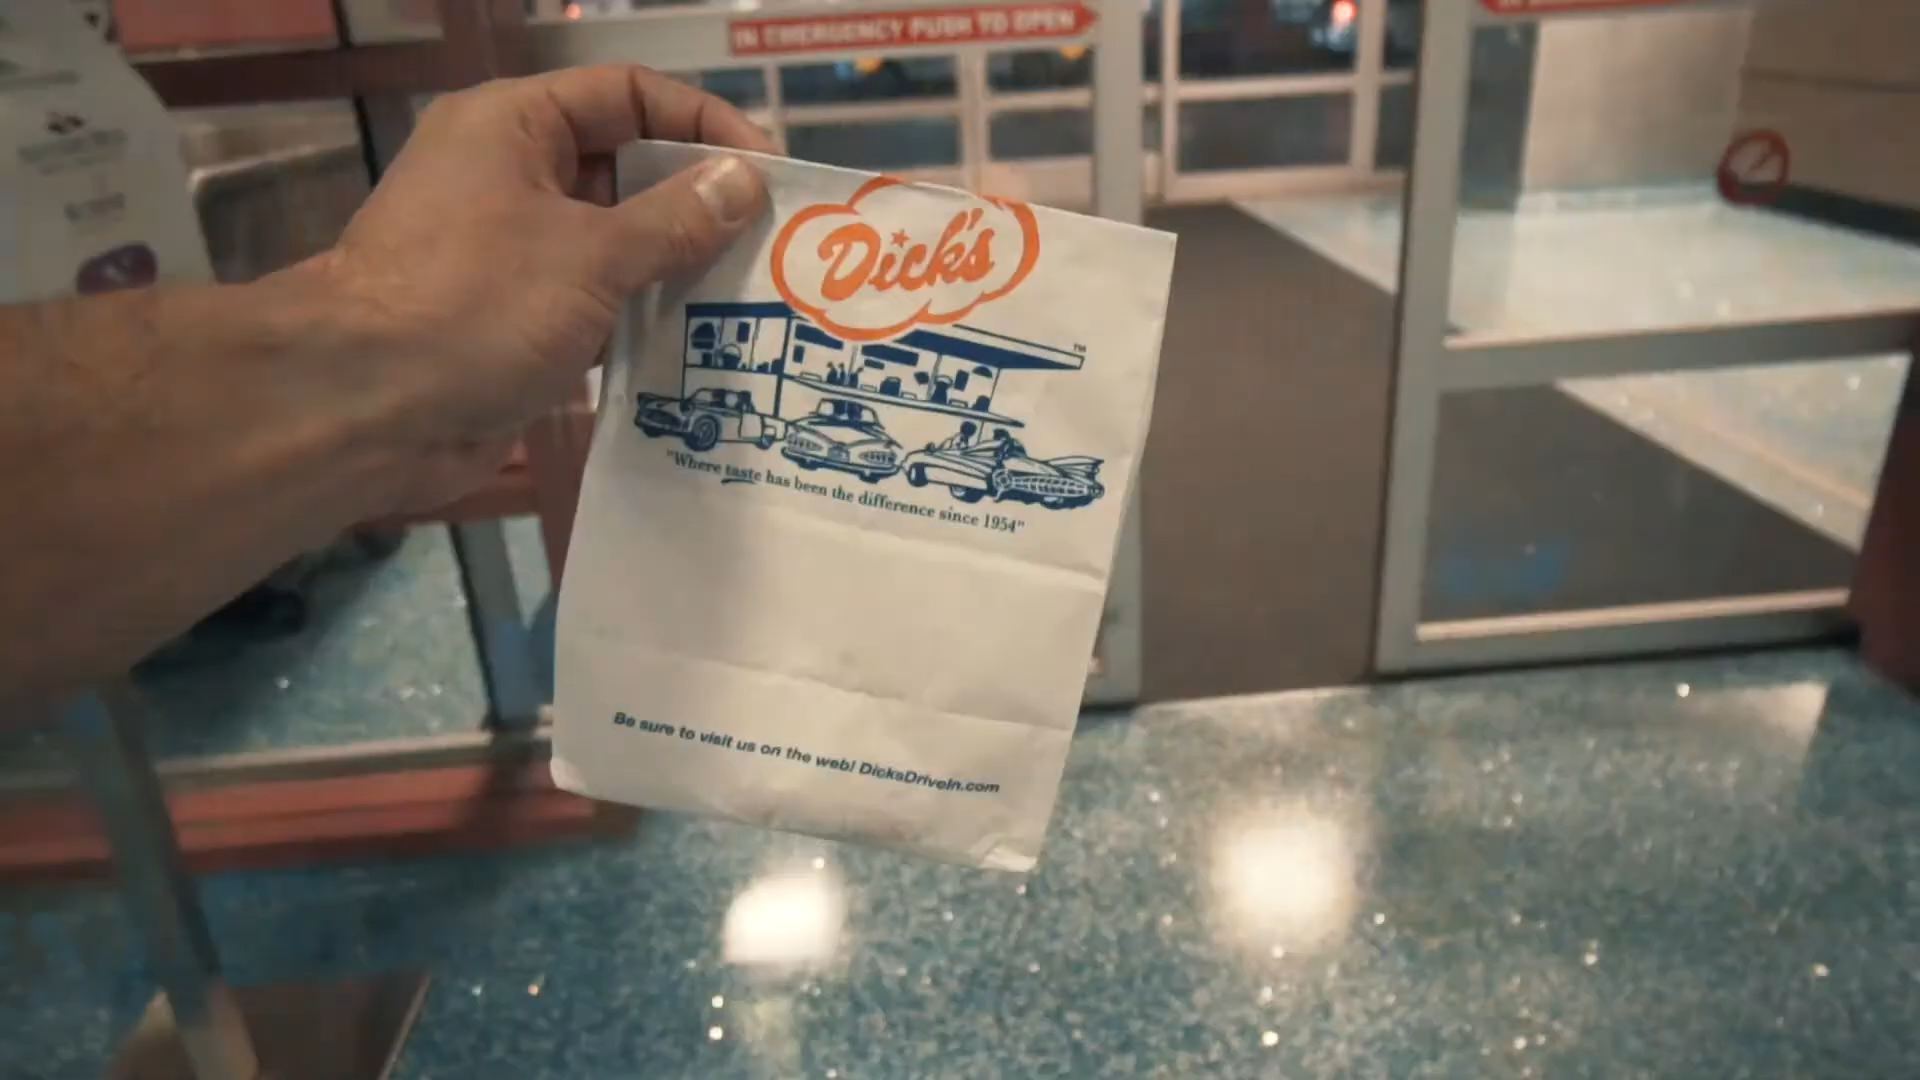 IN EMERGENCY PUSH TO OPEN
Dick's
TM
"Where taste has been the difference since 1954"
Be sure to visit us on the web! DicksDriveIn.com